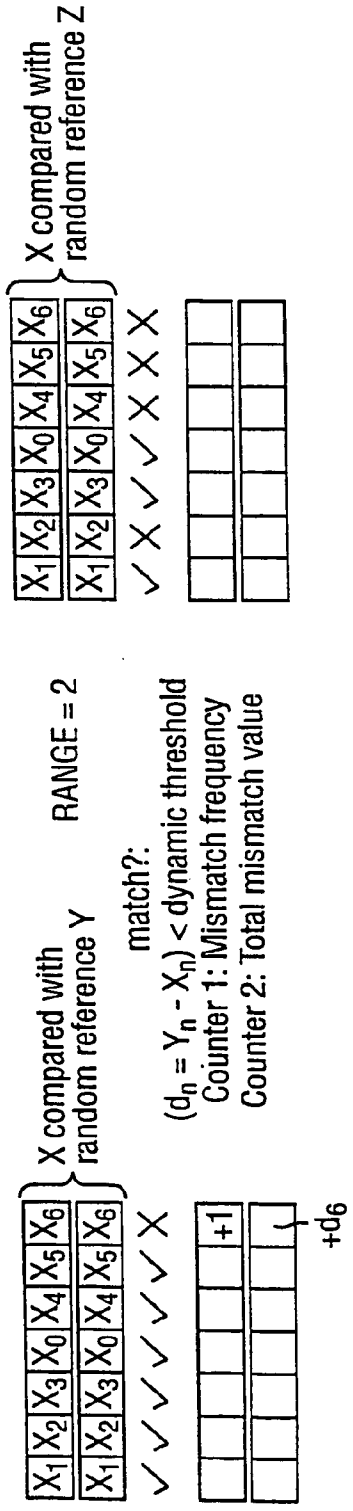 X₁ X₂ X₃ X₀ X₄ X₅ X₆
X₁ X₂ X₃ X₀ X₄ X₅ X₆
X compared with
random reference Y
✓ ✓ ✓ ✓ ✓ ✓ X
+1
+d₆
RANGE = 2
match?:
(dₙ = Yₙ - Xₙ) < dynamic threshold
Counter 1: Mismatch frequency
Counter 2: Total mismatch value
X₁ X₂ X₃ X₀ X₄ X₅ X₆
X₁ X₂ X₃ X₀ X₄ X₅ X₆
X compared with
random reference Z
✓ X ✓ ✓ X X X